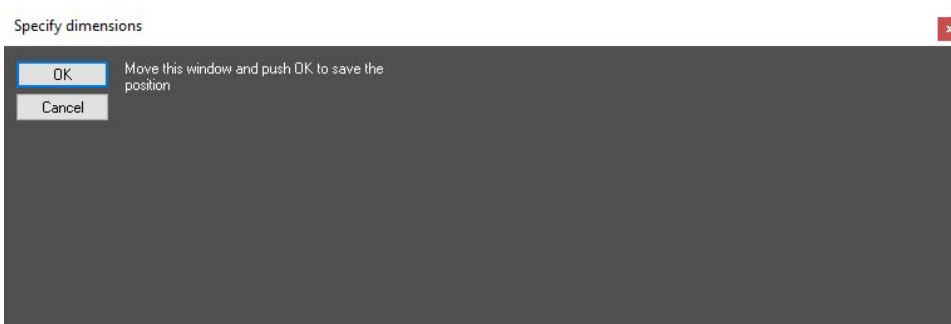 Specify dimensions
OK
Move this window and push OK to save the
position
Cancel